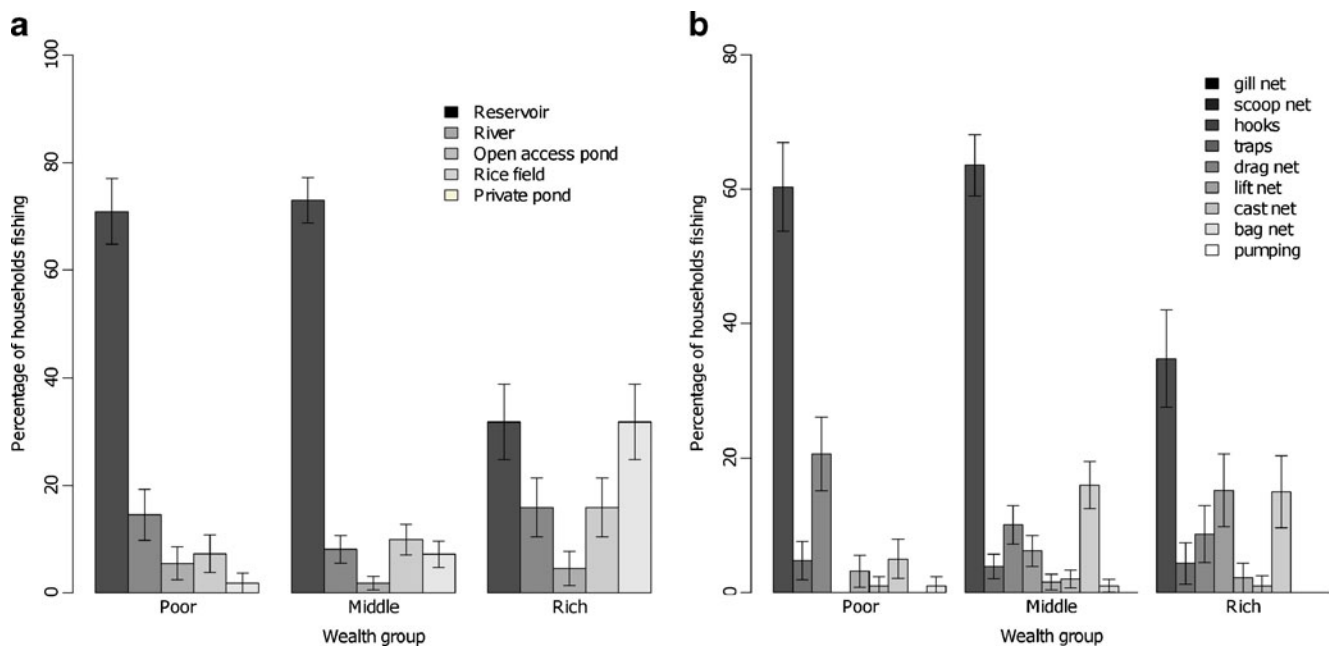 a
100
80
60
40
20
0
Percentage of households fishing
Reservoir
River
Open access pond
Rice field
Private pond
Poor Middle Rich
Wealth group
b
80
60
40
20
0
Percentage of households fishing
gill net
scoop net
hooks
traps
drag net
lift net
cast net
bag net
pumping
Poor Middle Rich
Wealth group